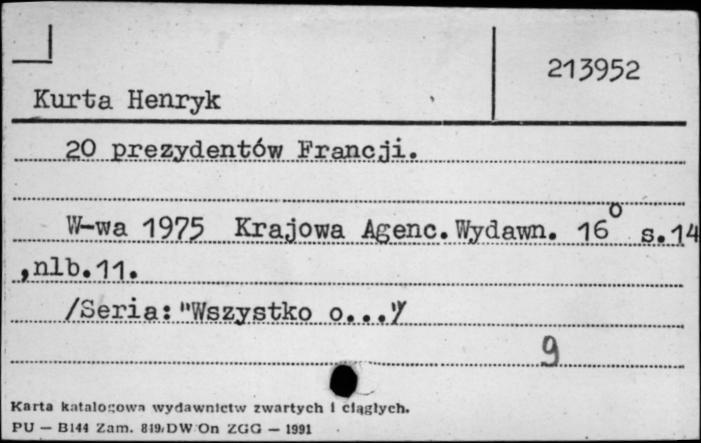 213952
Kurta Henryk
20 prezydentów Francji.
W-wa 1975 Krajowa Agenc. Wydawn. 16° s.14
,nlb.11.
/Seria: "Wszystko o..."/
9
Karta katalogowa wydawnictw zwartych i ciągłych.
PU — B144 Zam. 819/DW/On ZGG — 1991